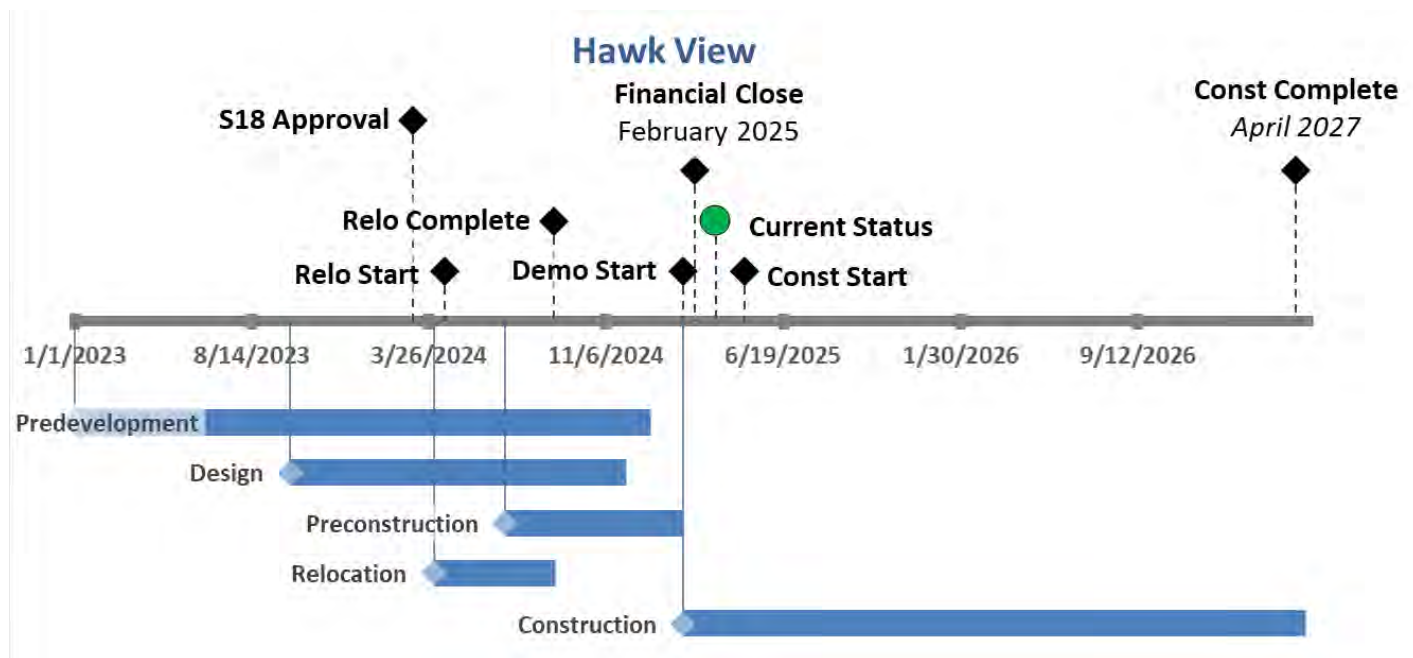 Hawk View
Financial Close
February 2025
Const Complete
April 2027
S18 Approval
Relo Complete
Current Status
Relo Start
Demo Start
Const Start
1/1/2023
8/14/2023
3/26/2024
11/6/2024
6/19/2025
1/30/2026
9/12/2026
Predevelopment
Design
Preconstruction
Relocation
Construction